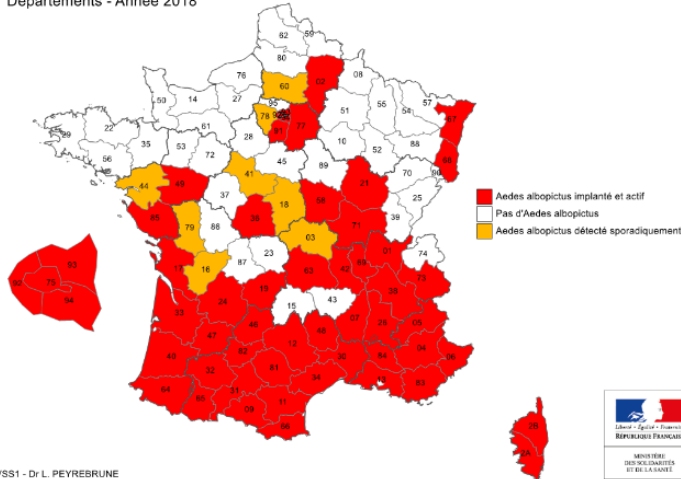 Départements - Année 2018
62 59
80
76 60 02 08
50 14 27 95 51 55 57 67
61 78 77 54
29 22 28 91 10 88
56 35 53 72 45 89 52 68
44 49 41 70 90
37 18 58 21 25
85 36 39
79 86 03 71
17 16 87 23 63 42 69 01 74
19 38 73
33 24 15 43
46 07 26 05
47 82 12 48
40 32 81 30 84 04 06
64 31 34 13 83
65 09 11
66
2B
2A
93
92 75
94
Aedes albopictus implanté et actif
Pas d'Aedes albopictus
Aedes albopictus détecté sporadiquement
Liberté • Égalité • Fraternité
RÉPUBLIQUE FRANÇAISE
MINISTÈRE
DES SOLIDARITÉS
ET DE LA SANTÉ
/SS1 - Dr L. PEYREBRUNE